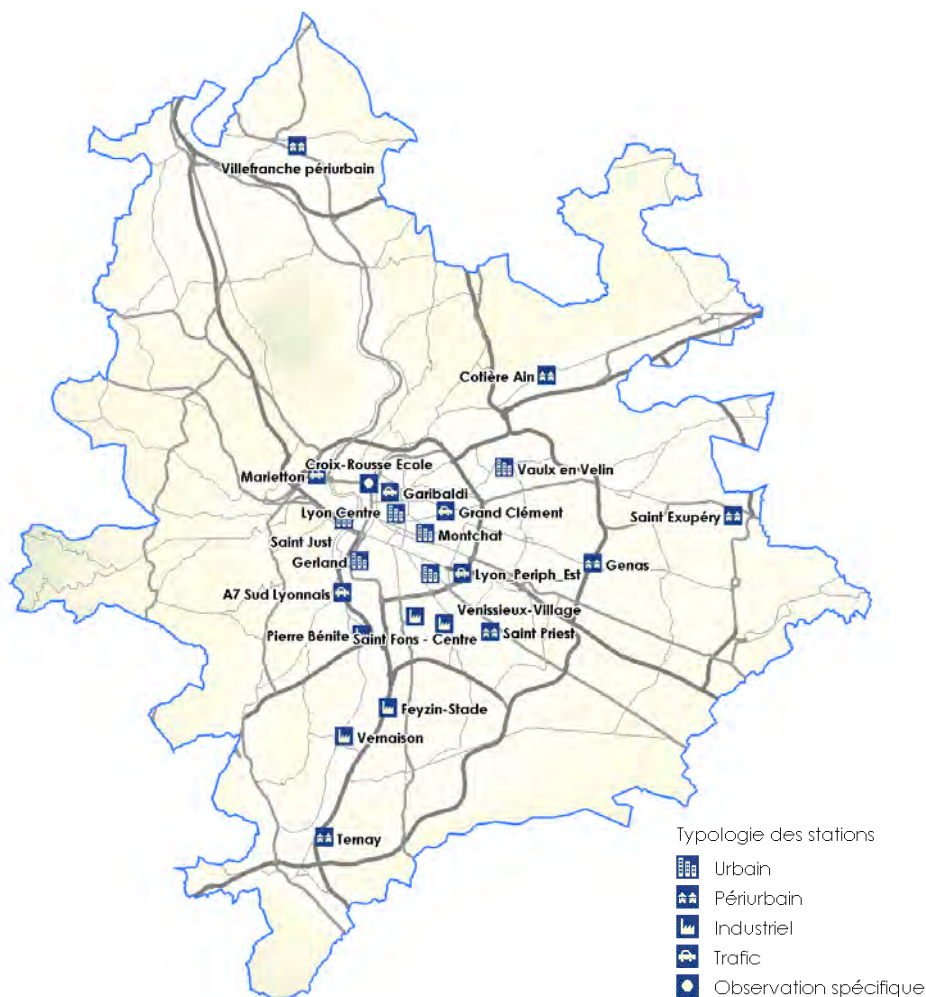 Villefranche périurbain
Cotière Ain
Croix-Rousse Ecole
Marietton
Vaulx en Velin
Garibaldi
Lyon Centre
Grand Clément
Saint Exupéry
Saint Just
Montchat
Gerland
Lyon_Periph_Est
Genas
A7 Sud Lyonnais
Venissieux-Village
Pierre Bénite
Saint Fons - Centre
Saint Priest
Feyzin-Stade
Vernaison
Ternay
Typologie des stations
Urbain
Périurbain
Industriel
Trafic
Observation spécifique